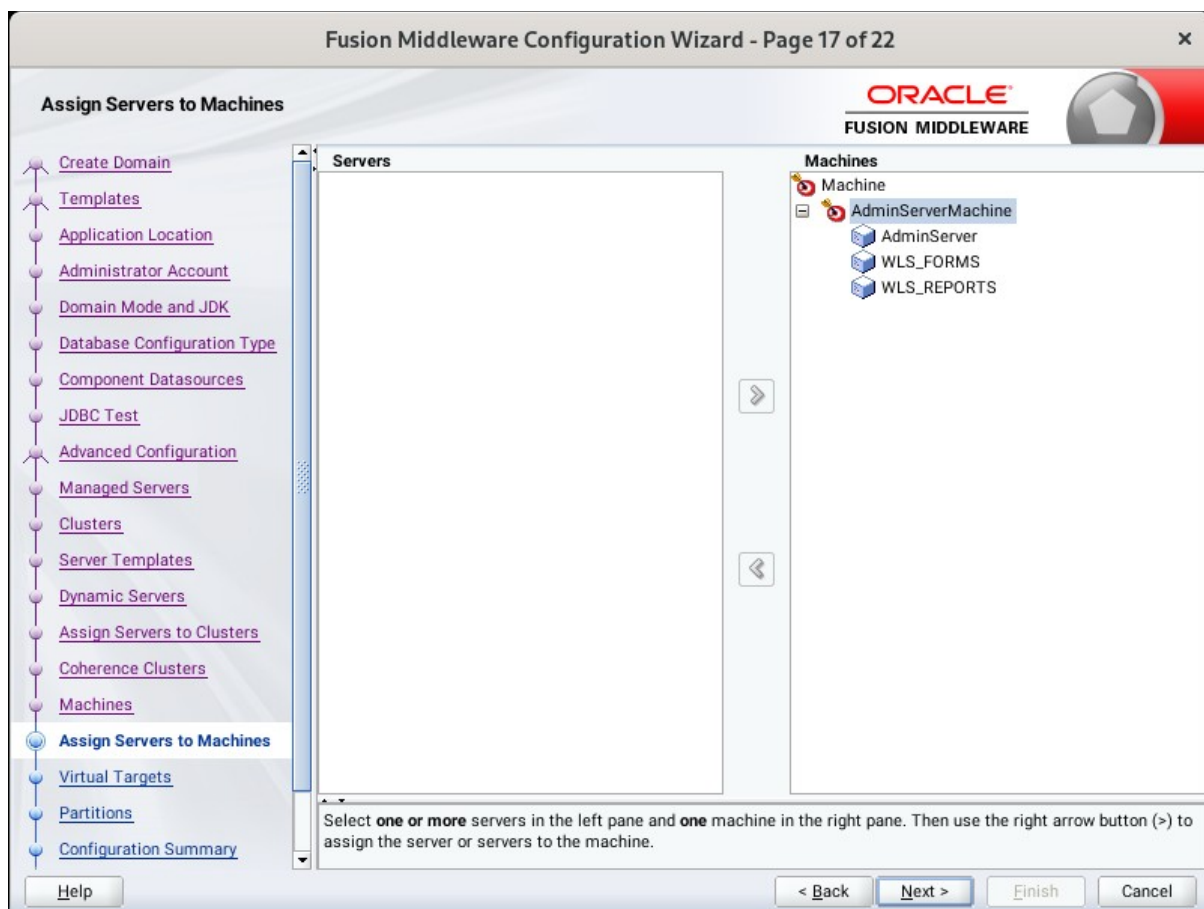 Fusion Middleware Configuration Wizard - Page 17 of 22
Assign Servers to Machines
ORACLE
FUSION MIDDLEWARE
Create Domain
Templates
Application Location
Administrator Account
Domain Mode and JDK
Database Configuration Type
Component Datasources
JDBC Test
Advanced Configuration
Managed Servers
Clusters
Server Templates
Dynamic Servers
Assign Servers to Clusters
Coherence Clusters
Machines
Assign Servers to Machines
Virtual Targets
Partitions
Configuration Summary
Servers
Machines
Machine
AdminServerMachine
AdminServer
WLS_FORMS
WLS_REPORTS
Select one or more servers in the left pane and one machine in the right pane. Then use the right arrow button (>) to
assign the server or servers to the machine.
Help
< Back
Next >
Finish
Cancel